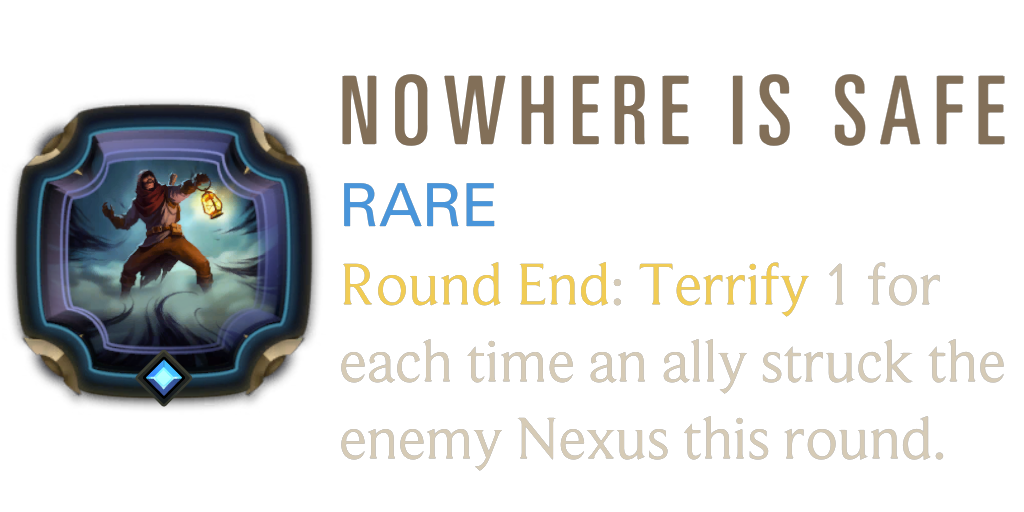 NOWHERE IS SAFE
RARE
Round End: Terrify 1 for
each time an ally struck the
enemy Nexus this round.